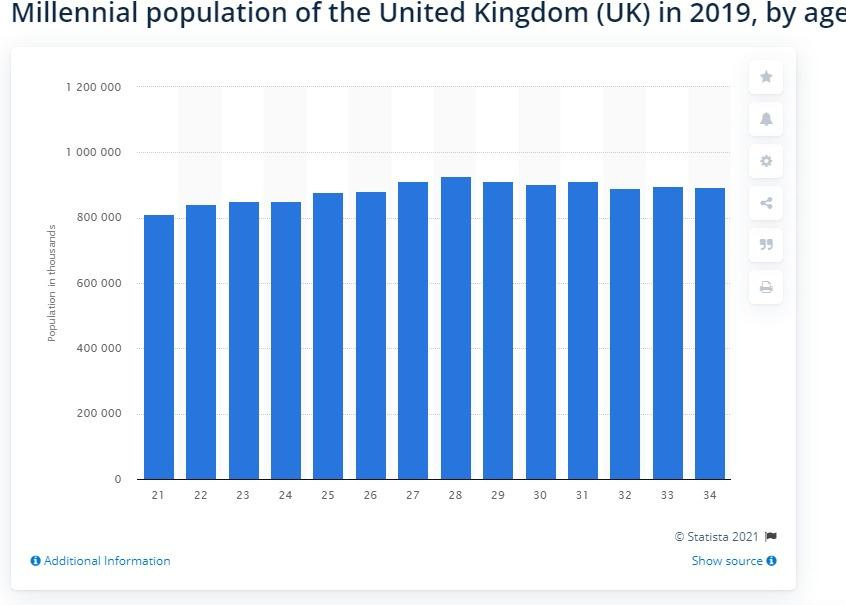 Millennial population of the United Kingdom (UK) in 2019, by age
1 200 000
1 000 000
800 000
600 000
400 000
200 000
0
Population in thousands
21 22 23 24 25 26 27 28 29 30 31 32 33 34
© Statista 2021
Additional Information
Show source